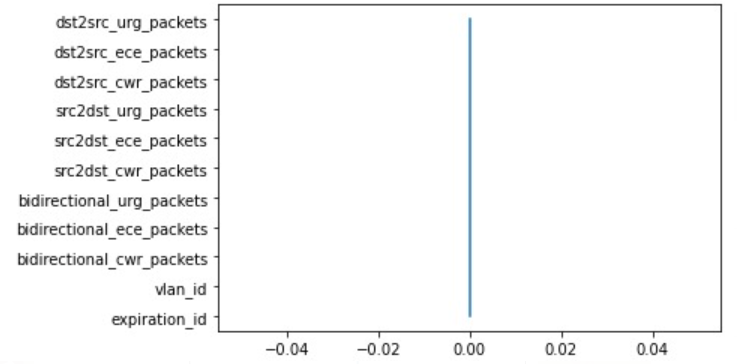 dst2src_urg_packets
dst2src_ece_packets
dst2src_cwr_packets
src2dst_urg_packets
src2dst_ece_packets
src2dst_cwr_packets
bidirectional_urg_packets
bidirectional_ece_packets
bidirectional_cwr_packets
vlan_id
expiration_id
−0.04 −0.02 0.00 0.02 0.04